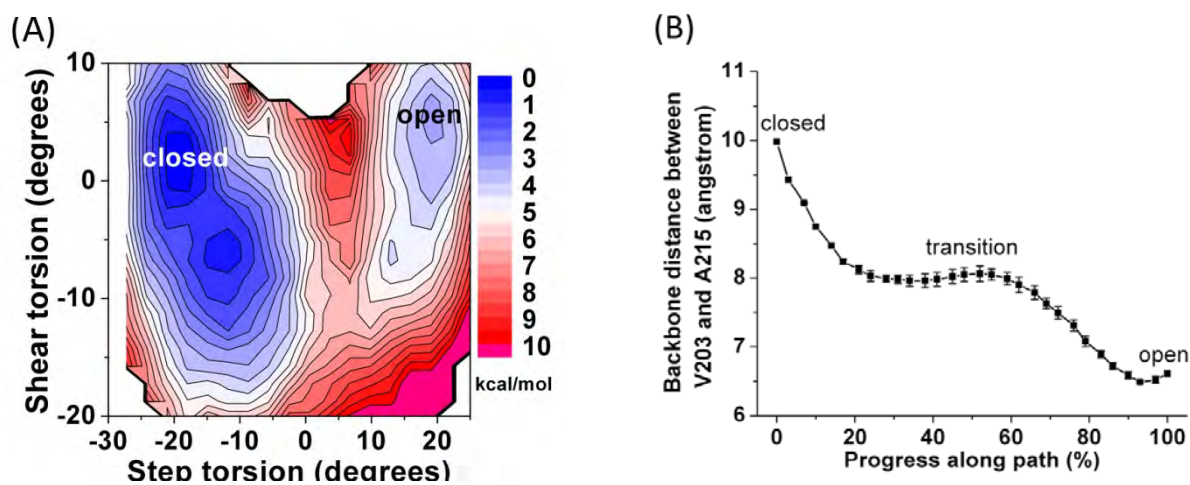 (A)
Shear torsion (degrees)
10
0
-10
-20
-30
-20
-10
0
10
20
Step torsion (degrees)
closed
open
0
1
2
3
4
5
6
7
8
9
10
kcal/mol
(B)
Backbone distance between
V203 and A215 (angstrom)
11
10
9
8
7
6
0
20
40
60
80
100
Progress along path (%)
closed
transition
open